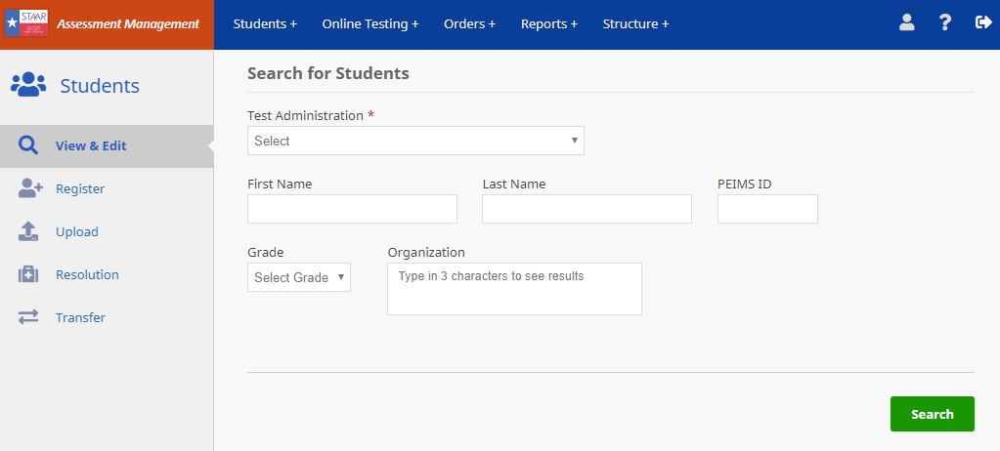 STAAR
Assessment Management
Students +
Online Testing +
Orders +
Reports +
Structure +
?
Students
View & Edit
Register
Upload
Resolution
Transfer
Search for Students
Test Administration *
Select
First Name
Last Name
PEIMS ID
Grade
Organization
Select Grade
Type in 3 characters to see results
Search